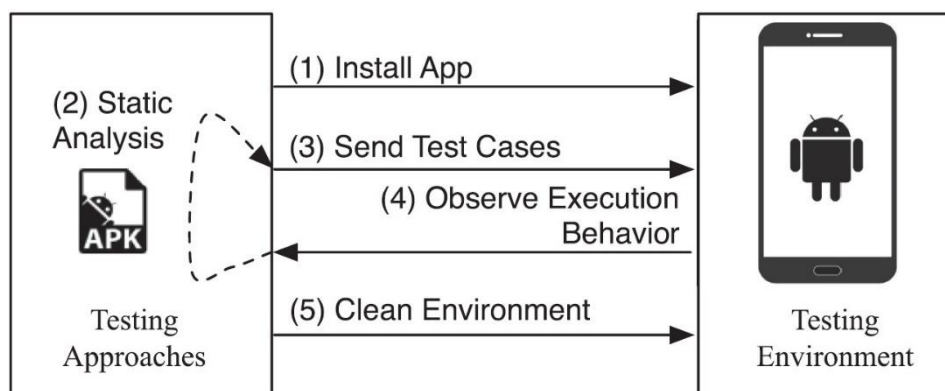 (1) Install App
(2) Static
Analysis
APK
(3) Send Test Cases
(4) Observe Execution
Behavior
(5) Clean Environment
Testing
Approaches
Testing
Environment